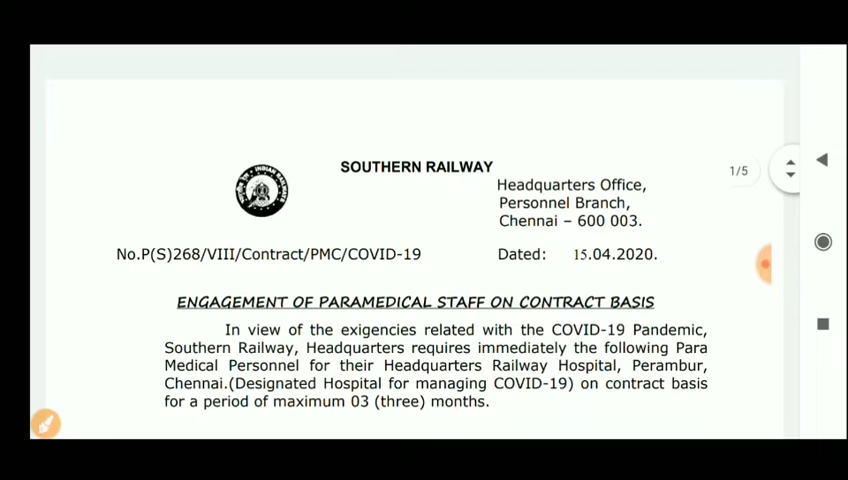 SOUTHERN RAILWAY
1/5
Headquarters Office,
Personnel Branch,
Chennai – 600 003.
No.P(S)268/VIII/Contract/PMC/COVID-19 Dated: 15.04.2020.
ENGAGEMENT OF PARAMEDICAL STAFF ON CONTRACT BASIS
In view of the exigencies related with the COVID-19 Pandemic,
Southern Railway, Headquarters requires immediately the following Para
Medical Personnel for their Headquarters Railway Hospital, Perambur,
Chennai.(Designated Hospital for managing COVID-19) on contract basis
for a period of maximum 03 (three) months.